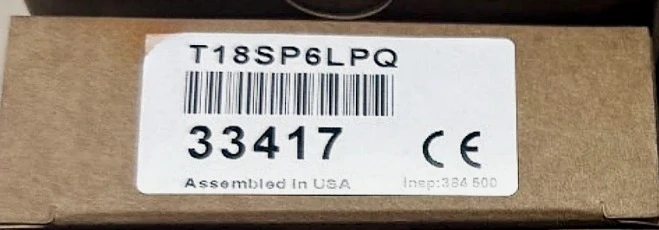 T18SP6LPQ
33417
CE
Assembled in USA
Insp:384 500